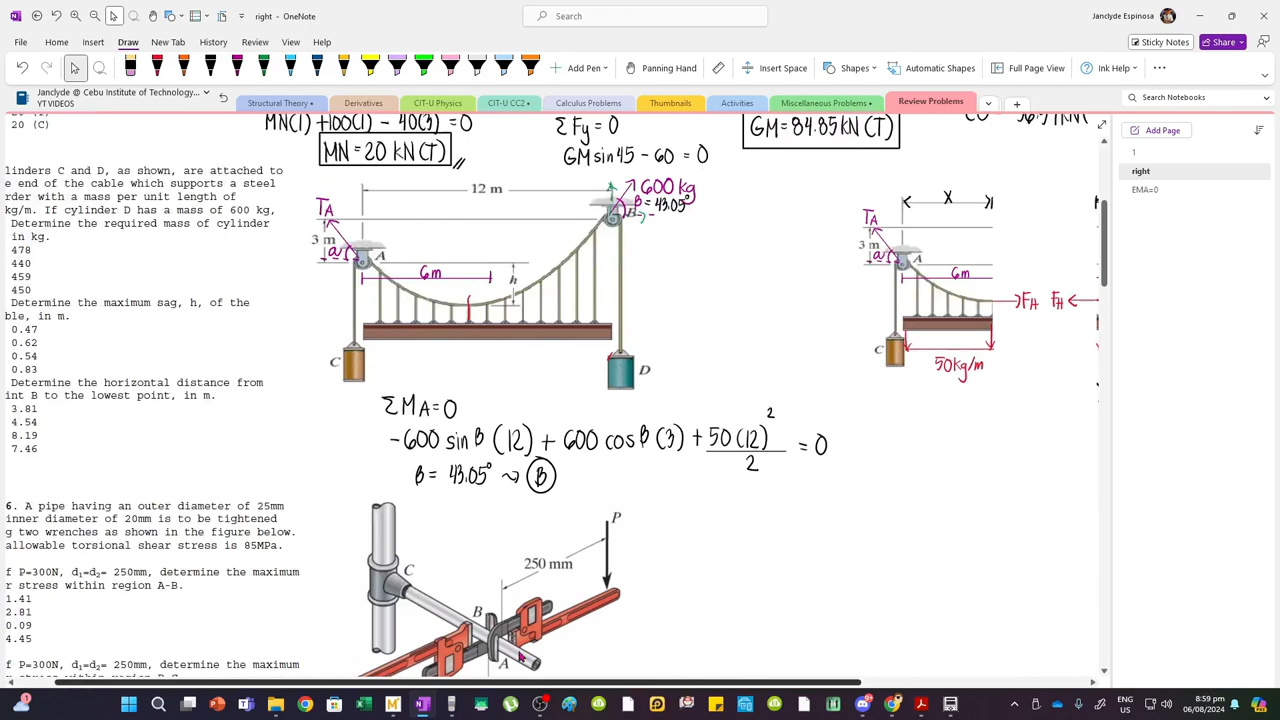 right - OneNote
Search
Janclyde Espinosa
File Home Insert Draw New Tab History Review View Help
Sticky Notes
Share
Add Pen
Panning Hand
Insert Space
Shapes
Automatic Shapes
Full Page View
Ink Help
Janclyde @ Cebu Institute of Technology...
YT VIDEOS
Structural Theory
Derivatives
CIT-U Physics
CIT-U CC2
Calculus Problems
Thumbnails
Activities
Miscellaneous Problems
Review Problems
Search Notebooks
Add Page
1
right
EMA=0
20 (C)
MN(1) +100(1) - 40(3) = 0
MN = 20 KN(T)
ΣFy = 0
GM sin45 - 60 = 0
GM = 84.85 KN (T)
linders C and D, as shown, are attached to
e end of the cable which supports a steel
rder with a mass per unit length of
kg/m. If cylinder D has a mass of 600 kg,
Determine the required mass of cylinder
in kg.
478
440
459
450
Determine the maximum sag, h, of the
ble, in m.
0.47
0.62
0.54
0.83
Determine the horizontal distance from
int B to the lowest point, in m.
3.81
4.54
8.19
7.46
12 m
600 kg
β = 43.05°
TA
3 m
a
A
B
6m
h
C
D
X
TA
3 m
a
A
6m
FH
FH
C
50kg/m
ΣMA = 0
-600 sin β (12) + 600 cos β (3) + 50(12)²/2 = 0
β = 43.05° ⤳ B
6. A pipe having an outer diameter of 25mm
inner diameter of 20mm is to be tightened
g two wrenches as shown in the figure below.
allowable torsional shear stress is 85MPa.
f P=300N, d1=d2= 250mm, determine the maximum
r stress within region A-B.
1.41
2.81
0.09
4.45
f P=300N, d1=d2= 250mm, determine the maximum
P
250 mm
C
B
A
ENG
US
8:59 pm
06/08/2024